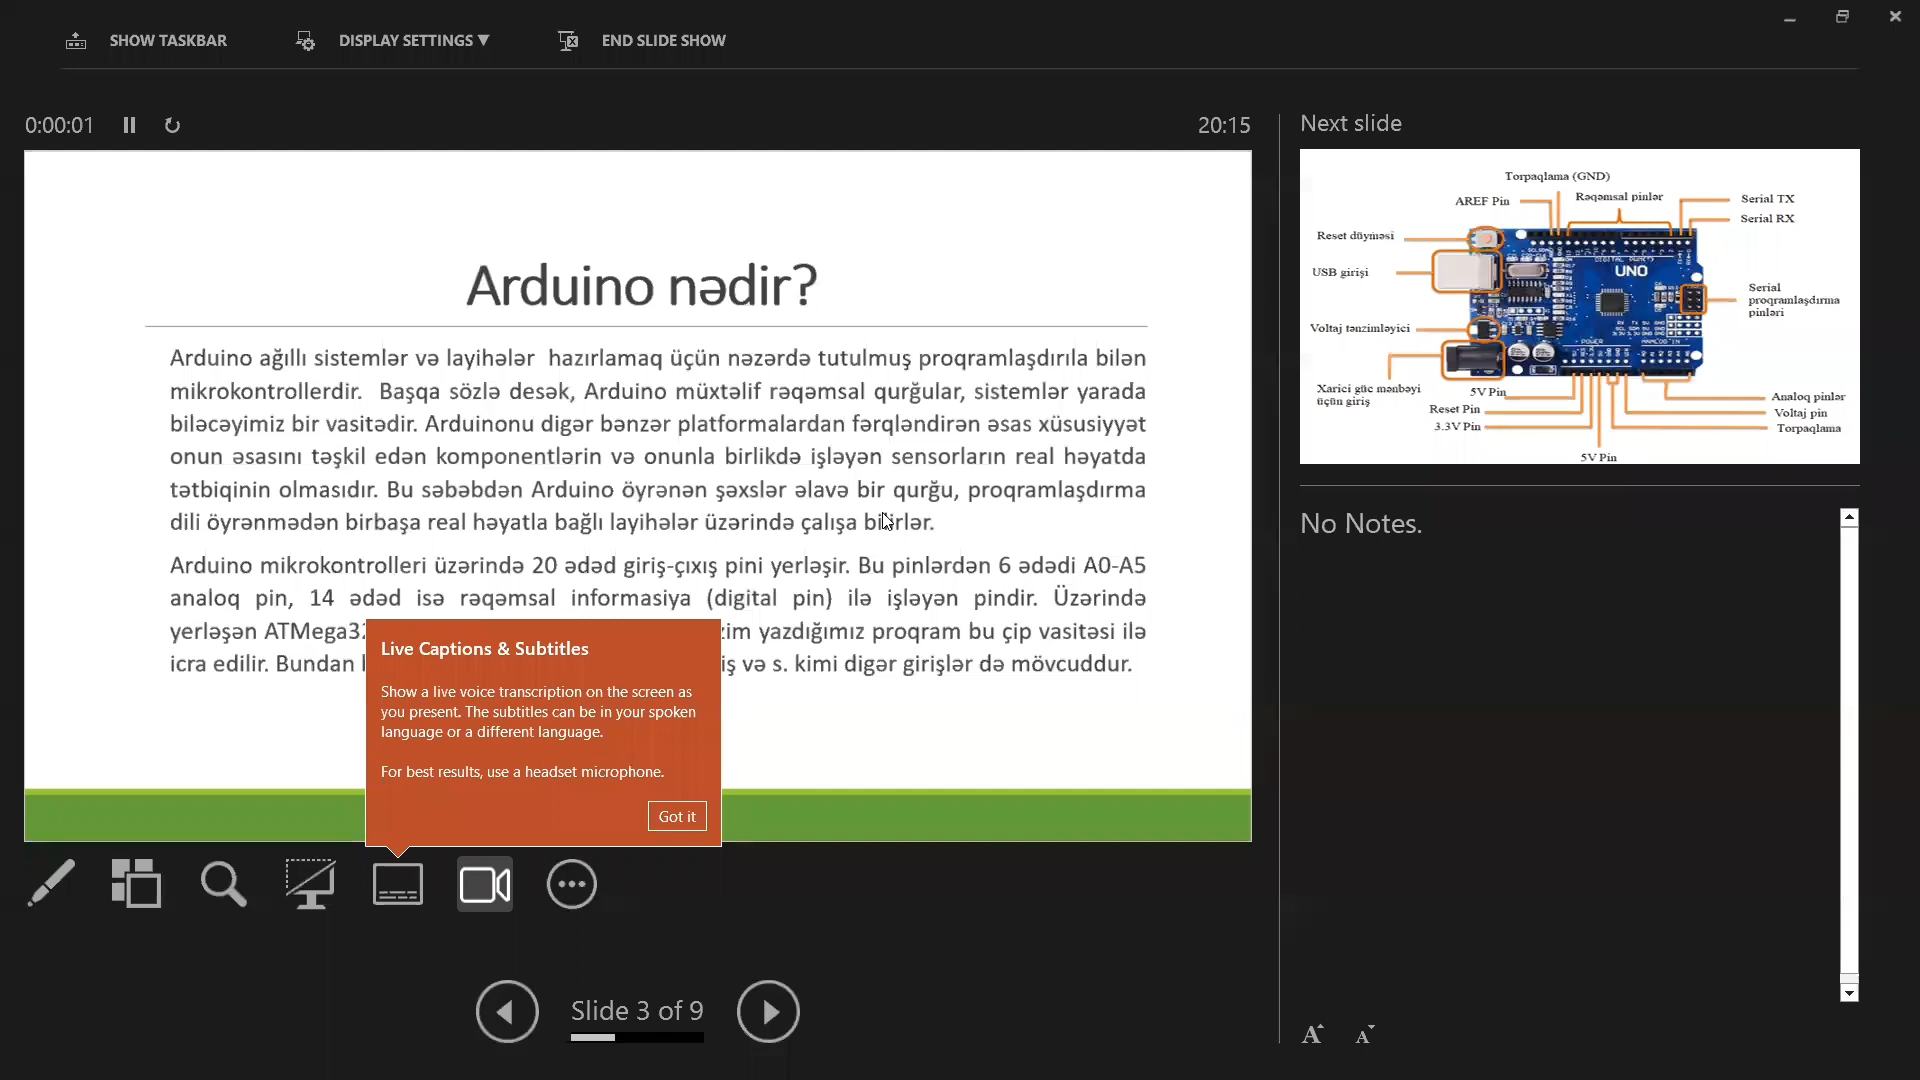 SHOW TASKBAR
DISPLAY SETTINGS ▼
END SLIDE SHOW
0:00:01
20:15
Arduino nədir?
Arduino ağıllı sistemlər və layihələr hazırlamaq üçün nəzərdə tutulmuş proqramlaşdırıla bilən
mikrokontrollerdir. Başqa sözlə desək, Arduino müxtəlif rəqəmsal qurğular, sistemlər yarada
biləcəyimiz bir vasitədir. Arduinonu digər bənzər platformalardan fərqləndirən əsas xüsusiyyət
onun əsasını təşkil edən komponentlərin və onunla birlikdə işləyən sensorların real həyatda
tətbiqinin olmasıdır. Bu səbəbdən Arduino öyrənən şəxslər əlavə bir qurğu, proqramlaşdırma
dili öyrənmədən birbaşa real həyatla bağlı layihələr üzərində çalışa bilirlər.
Arduino mikrokontrolleri üzərində 20 ədəd giriş-çıxış pini yerləşir. Bu pinlərdən 6 ədədi A0-A5
analoq pin, 14 ədəd isə rəqəmsal informasiya (digital pin) ilə işləyən pindir. Üzərində
yerləşən ATMega32 zim yazdığımız proqram bu çip vasitəsi ilə
icra edilir. Bundan iş və s. kimi digər girişlər də mövcuddur.
Live Captions & Subtitles
Show a live voice transcription on the screen as
you present. The subtitles can be in your spoken
language or a different language.
For best results, use a headset microphone.
Got it
Slide 3 of 9
Next slide
Torpaqlama (GND)
AREF Pin
Rəqəmsal pinlər
Serial TX
Serial RX
Reset düyməsi
USB girişi
UNO
Serial
proqramlaşdırma
pinləri
Voltaj tənzimləyici
POWER
Xarici güc mənbəyi
üçün giriş
5V Pin
Reset Pin
3.3V Pin
5V Pin
Analoq pinlər
Voltaj pin
Torpaqlama
No Notes.
A A